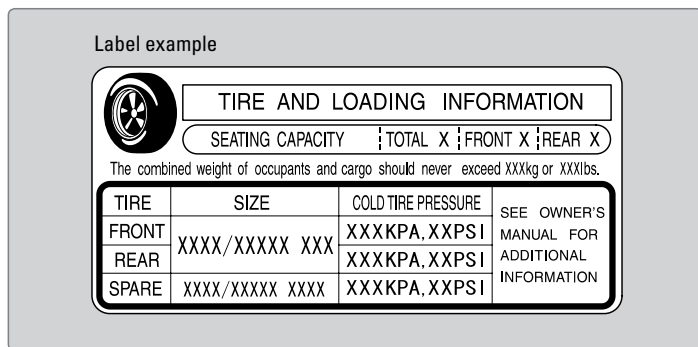 Label example
TIRE AND LOADING INFORMATION
SEATING CAPACITY TOTAL X FRONT X REAR X
The combined weight of occupants and cargo should never exceed XXXkg or XXXlbs.
TIRE SIZE COLD TIRE PRESSURE SEE OWNER'S MANUAL FOR ADDITIONAL INFORMATION
FRONT XXXX/XXXXX XXX XXXKPA,XXPSI
REAR XXXKPA,XXPSI
SPARE XXXX/XXXXX XXXX XXXKPA,XXPSI